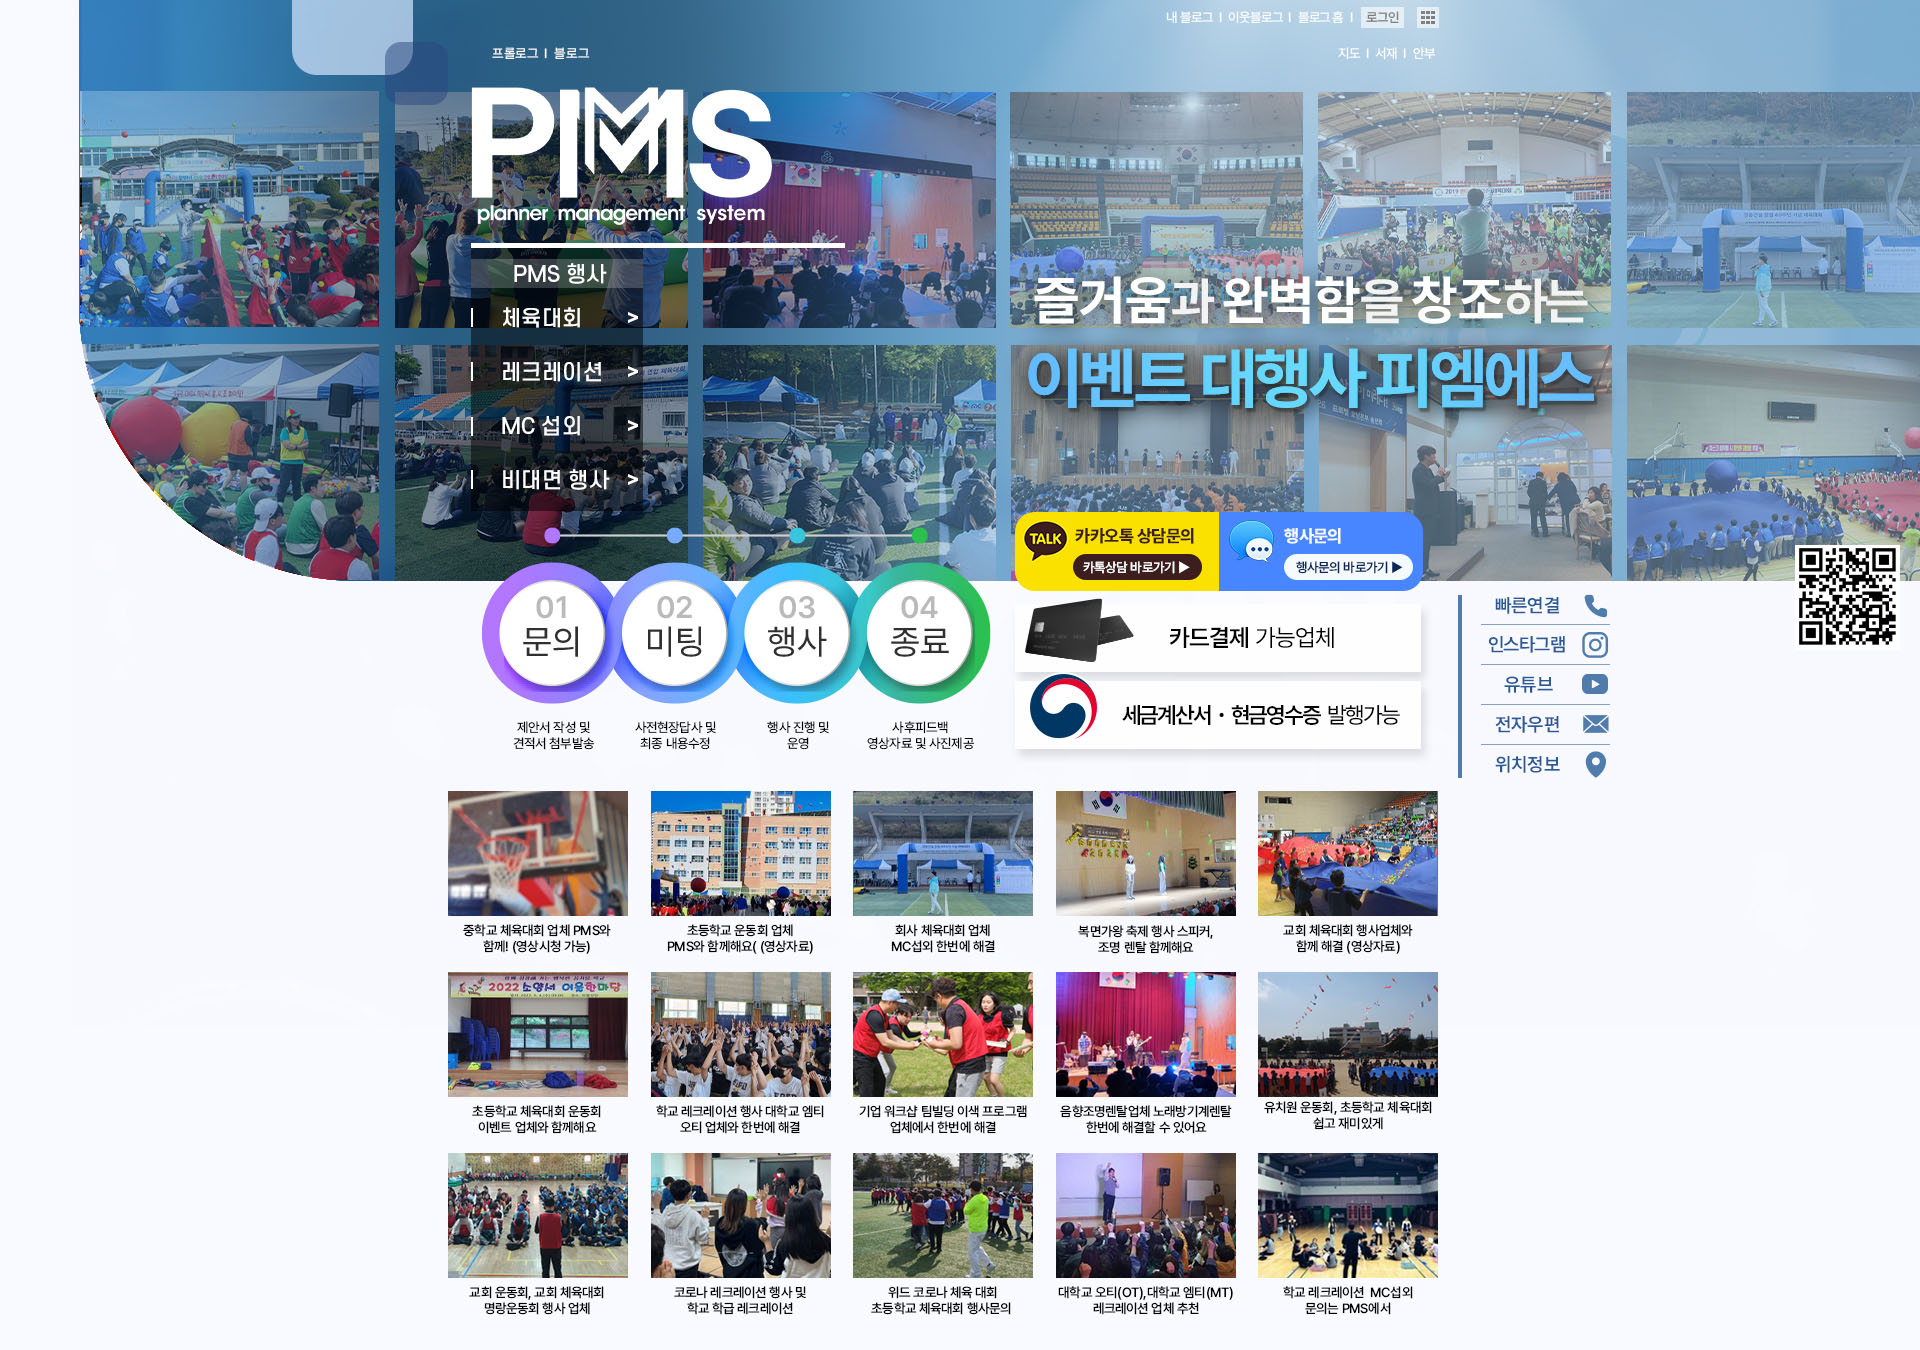 내 블로그 I 이웃블로그 I 블로그 홈 I 로그인
프롤로그 I 블로그
지도 I 서재 I 안부
PMS
planner management system
PMS 행사
체육대회 >
레크레이션 >
MC 섭외 >
비대면 행사 >
즐거움과 완벽함을 창조하는
이벤트 대행사 피엠에스
TALK
카카오톡 상담문의
카톡상담 바로가기 ▶
행사문의
행사문의 바로가기 ▶
01
문의
02
미팅
03
행사
04
종료
제안서 작성 및
견적서 첨부발송
사전현장답사 및
최종 내용수정
행사 진행 및
운영
사후피드백
영상자료 및 사진제공
카드결제 가능업체
세금계산서 · 현금영수증 발행가능
빠른연결
인스타그램
유튜브
전자우편
위치정보
중학교 체육대회 업체 PMS와
함께! (영상시청 가능)
초등학교 운동회 업체
PMS와 함께해요( (영상자료)
회사 체육대회 업체
MC섭외 한번에 해결
복면가왕 축제 행사 스피커,
조명 렌탈 함께해요
교회 체육대회 행사업체와
함께 해결 (영상자료)
2022 소양서 어울한마당
초등학교 체육대회 운동회
이벤트 업체와 함께해요
학교 레크레이션 행사 대학교 엠티
오티 업체와 한번에 해결
기업 워크샵 팀빌딩 이색 프로그램
업체에서 한번에 해결
음향조명렌탈업체 노래방기계렌탈
한번에 해결할 수 있어요
유치원 운동회, 초등학교 체육대회
쉽고 재미있게
교회 운동회, 교회 체육대회
명랑운동회 행사 업체
코로나 레크레이션 행사 및
학교 학급 레크레이션
위드 코로나 체육 대회
초등학교 체육대회 행사문의
대학교 오티(OT),대학교 엠티(MT)
레크레이션 업체 추천
학교 레크레이션 MC섭외
문의는 PMS에서